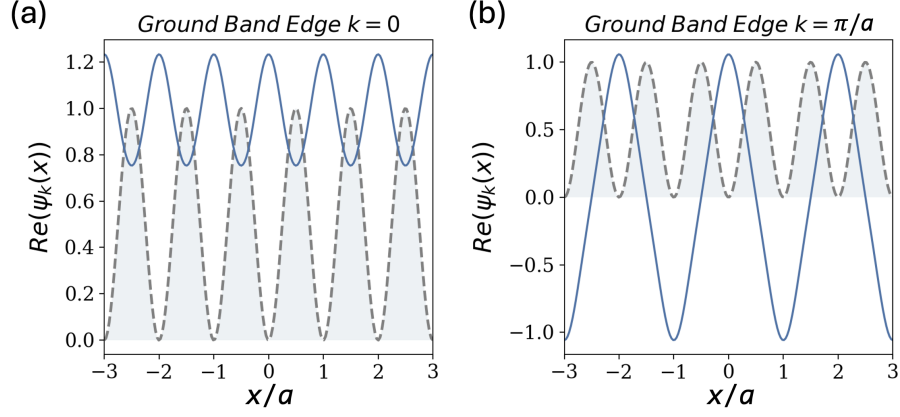 (a)
Ground Band Edge k = 0
Re(ψk(x))
1.2
1.0
0.8
0.6
0.4
0.2
0.0
−3 −2 −1 0 1 2 3
x/a
(b)
Ground Band Edge k = π/a
Re(ψk(x))
1.0
0.5
0.0
−0.5
−1.0
−3 −2 −1 0 1 2 3
x/a